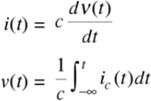 i(t) = c dv(t)/dt
v(t) = 1/c ∫_{-∞}^{t} i_c(t)dt